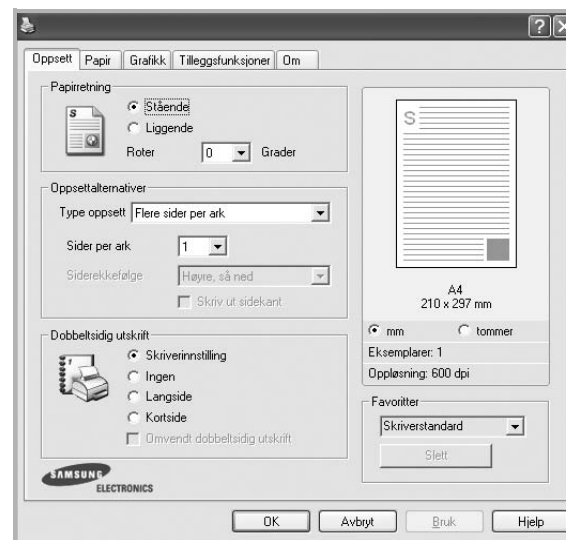 Oppsett Papir Grafikk Tilleggsfunksjoner Om
Papirretning
Stående
Liggende
Roter 0 Grader
Oppsettalternativer
Type oppsett Flere sider per ark
Sider per ark 1
Siderekkefølge Høyre, så ned
Skriv ut sidekant
Dobbeltsidig utskrift
Skriverinnstilling
Ingen
Langside
Kortside
Omvendt dobbeltsidig utskrift
SAMSUNG
ELECTRONICS
S
S
A4
210 x 297 mm
mm tommer
Eksemplarer: 1
Oppløsning: 600 dpi
Favoritter
Skriverstandard
Slett
OK Avbryt Bruk Hjelp